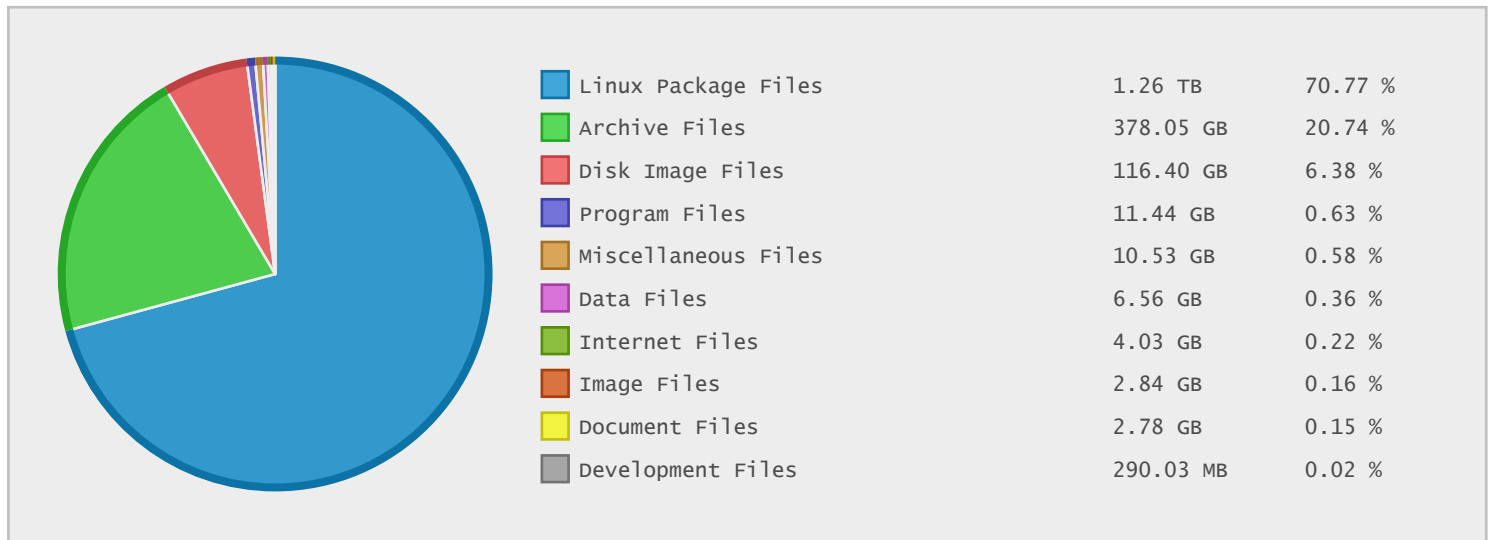 Linux Package Files 1.26 TB 70.77 %
Archive Files 378.05 GB 20.74 %
Disk Image Files 116.40 GB 6.38 %
Program Files 11.44 GB 0.63 %
Miscellaneous Files 10.53 GB 0.58 %
Data Files 6.56 GB 0.36 %
Internet Files 4.03 GB 0.22 %
Image Files 2.84 GB 0.16 %
Document Files 2.78 GB 0.15 %
Development Files 290.03 MB 0.02 %